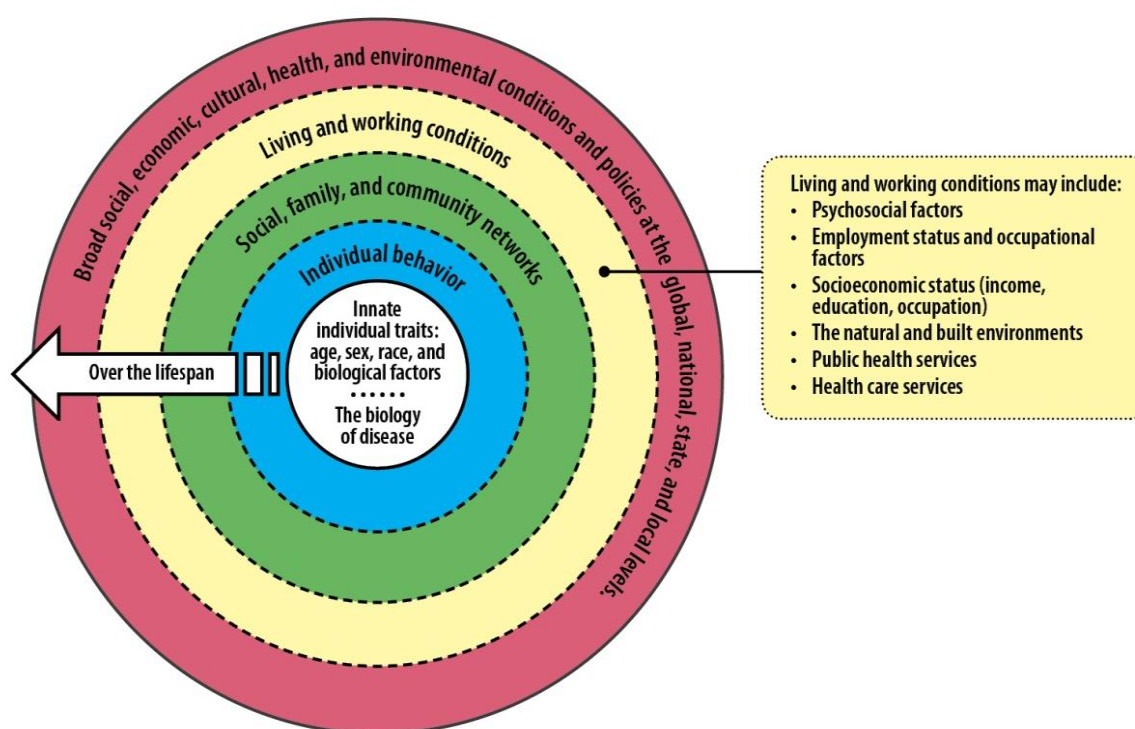 Broad social, economic, cultural, health, and environmental conditions and policies at the global, national, state, and local levels.
Living and working conditions
Social, family, and community networks
Individual behavior
Innate
individual traits:
age, sex, race, and
biological factors
......
The biology
of disease
Over the lifespan
Living and working conditions may include:
• Psychosocial factors
• Employment status and occupational
factors
• Socioeconomic status (income,
education, occupation)
• The natural and built environments
• Public health services
• Health care services